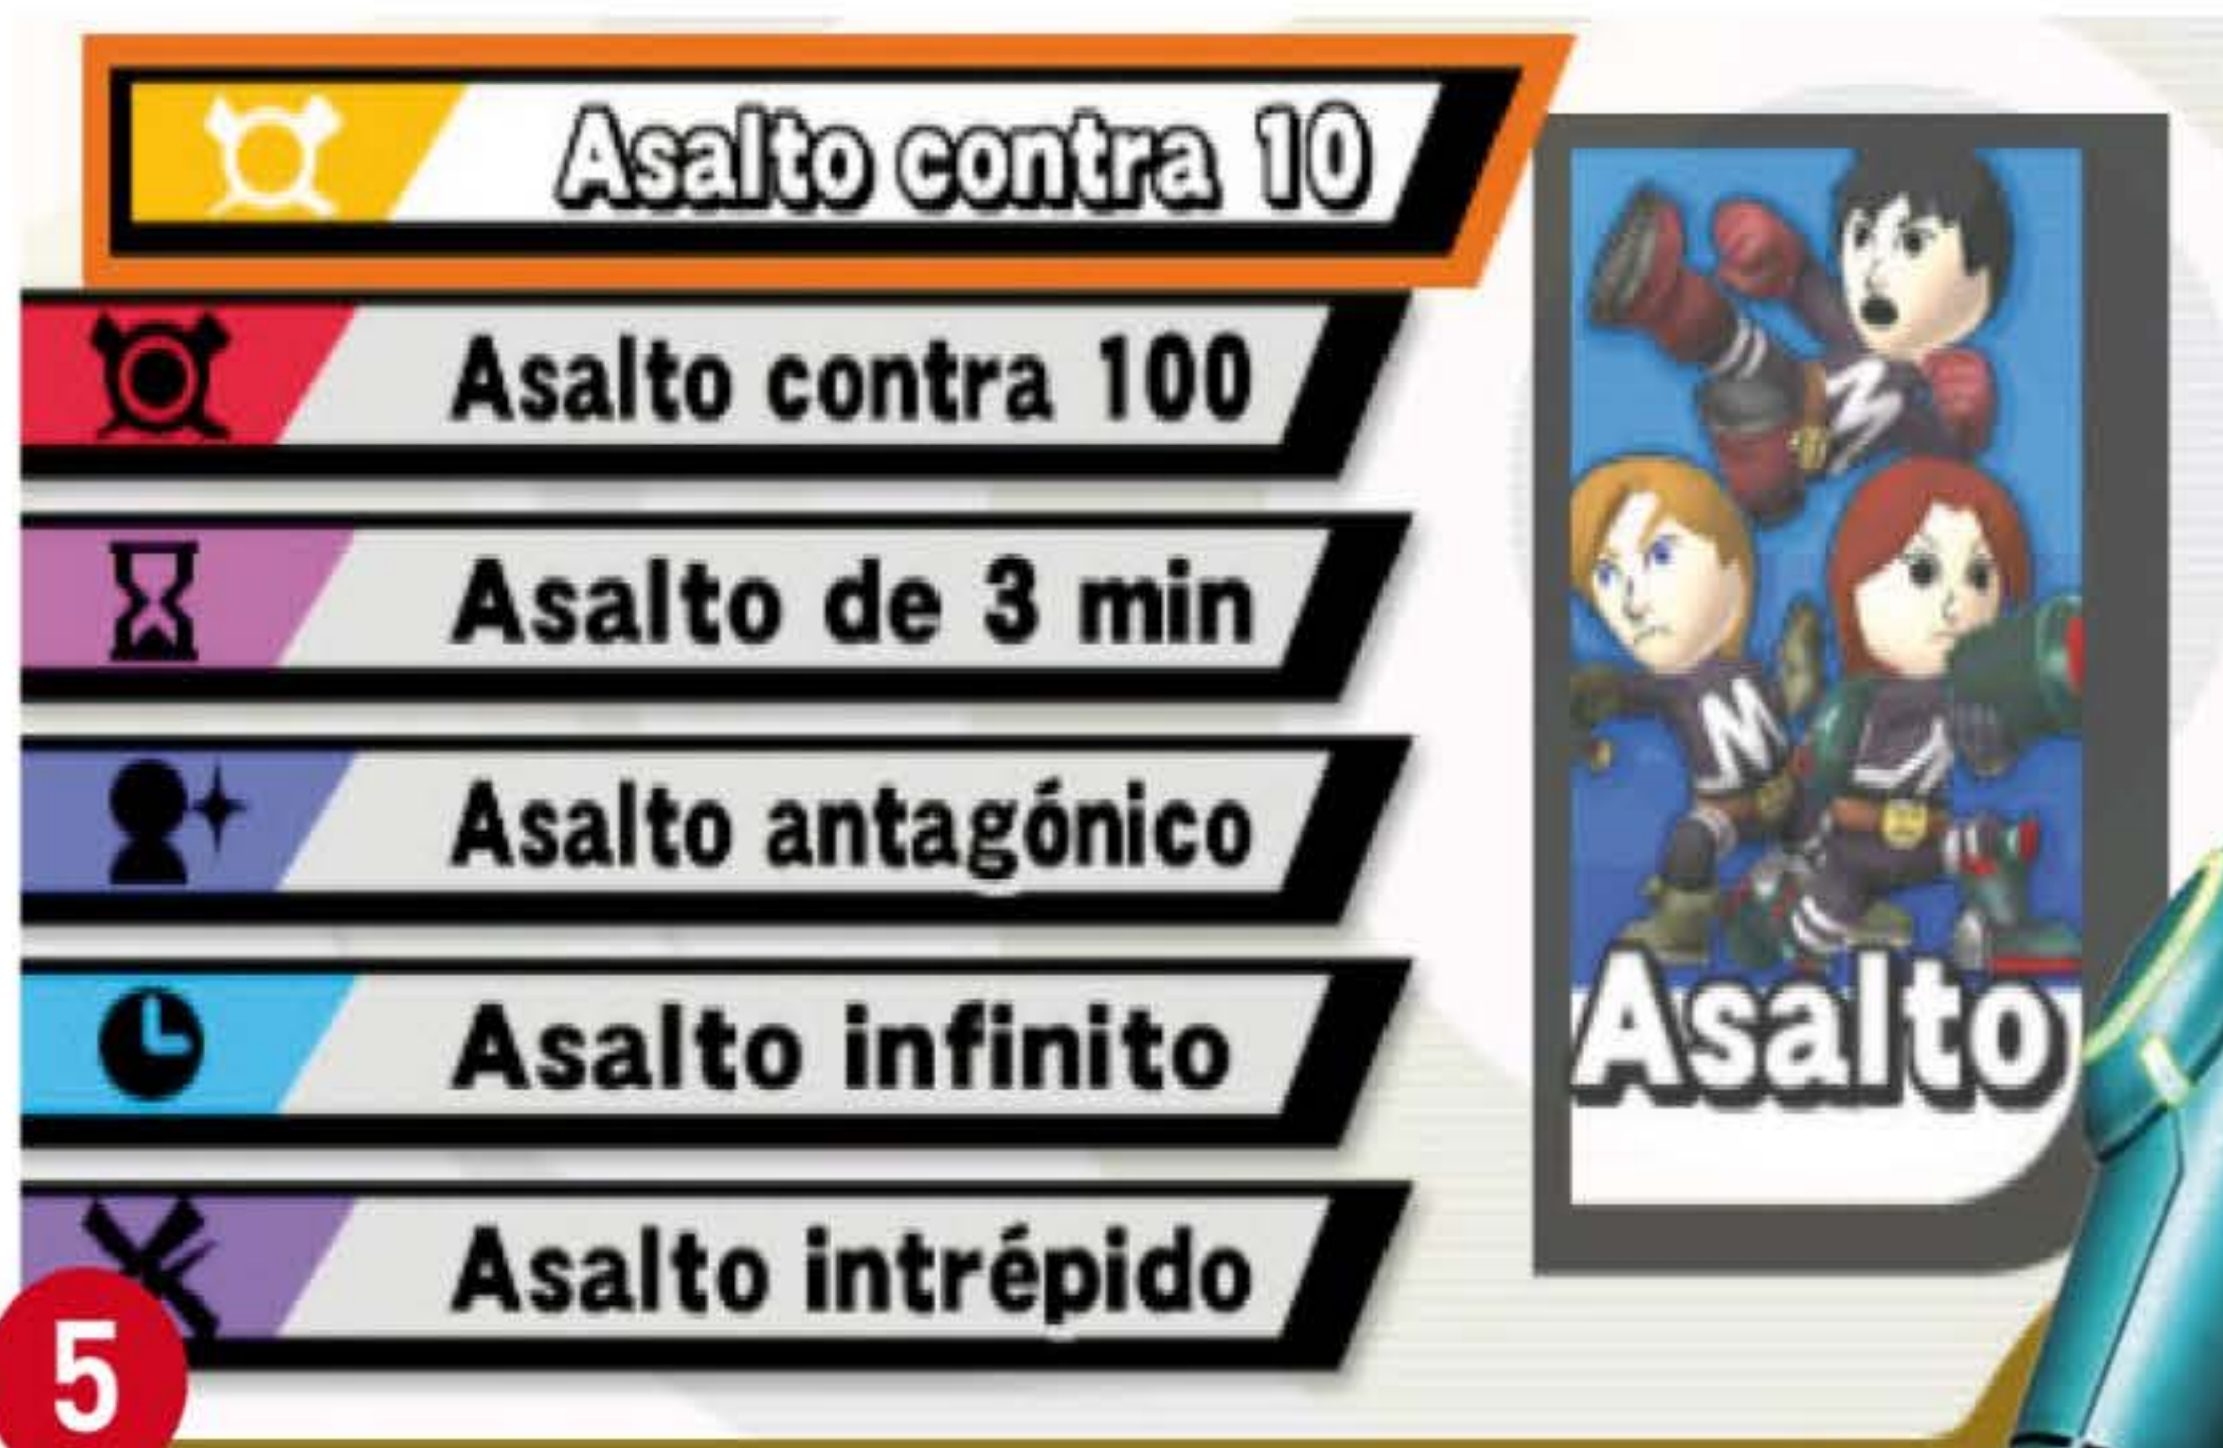 Asalto contra 10
Asalto contra 100
Asalto de 3 min
Asalto antagónico
Asalto infinito
Asalto intrépido
Asalto
5